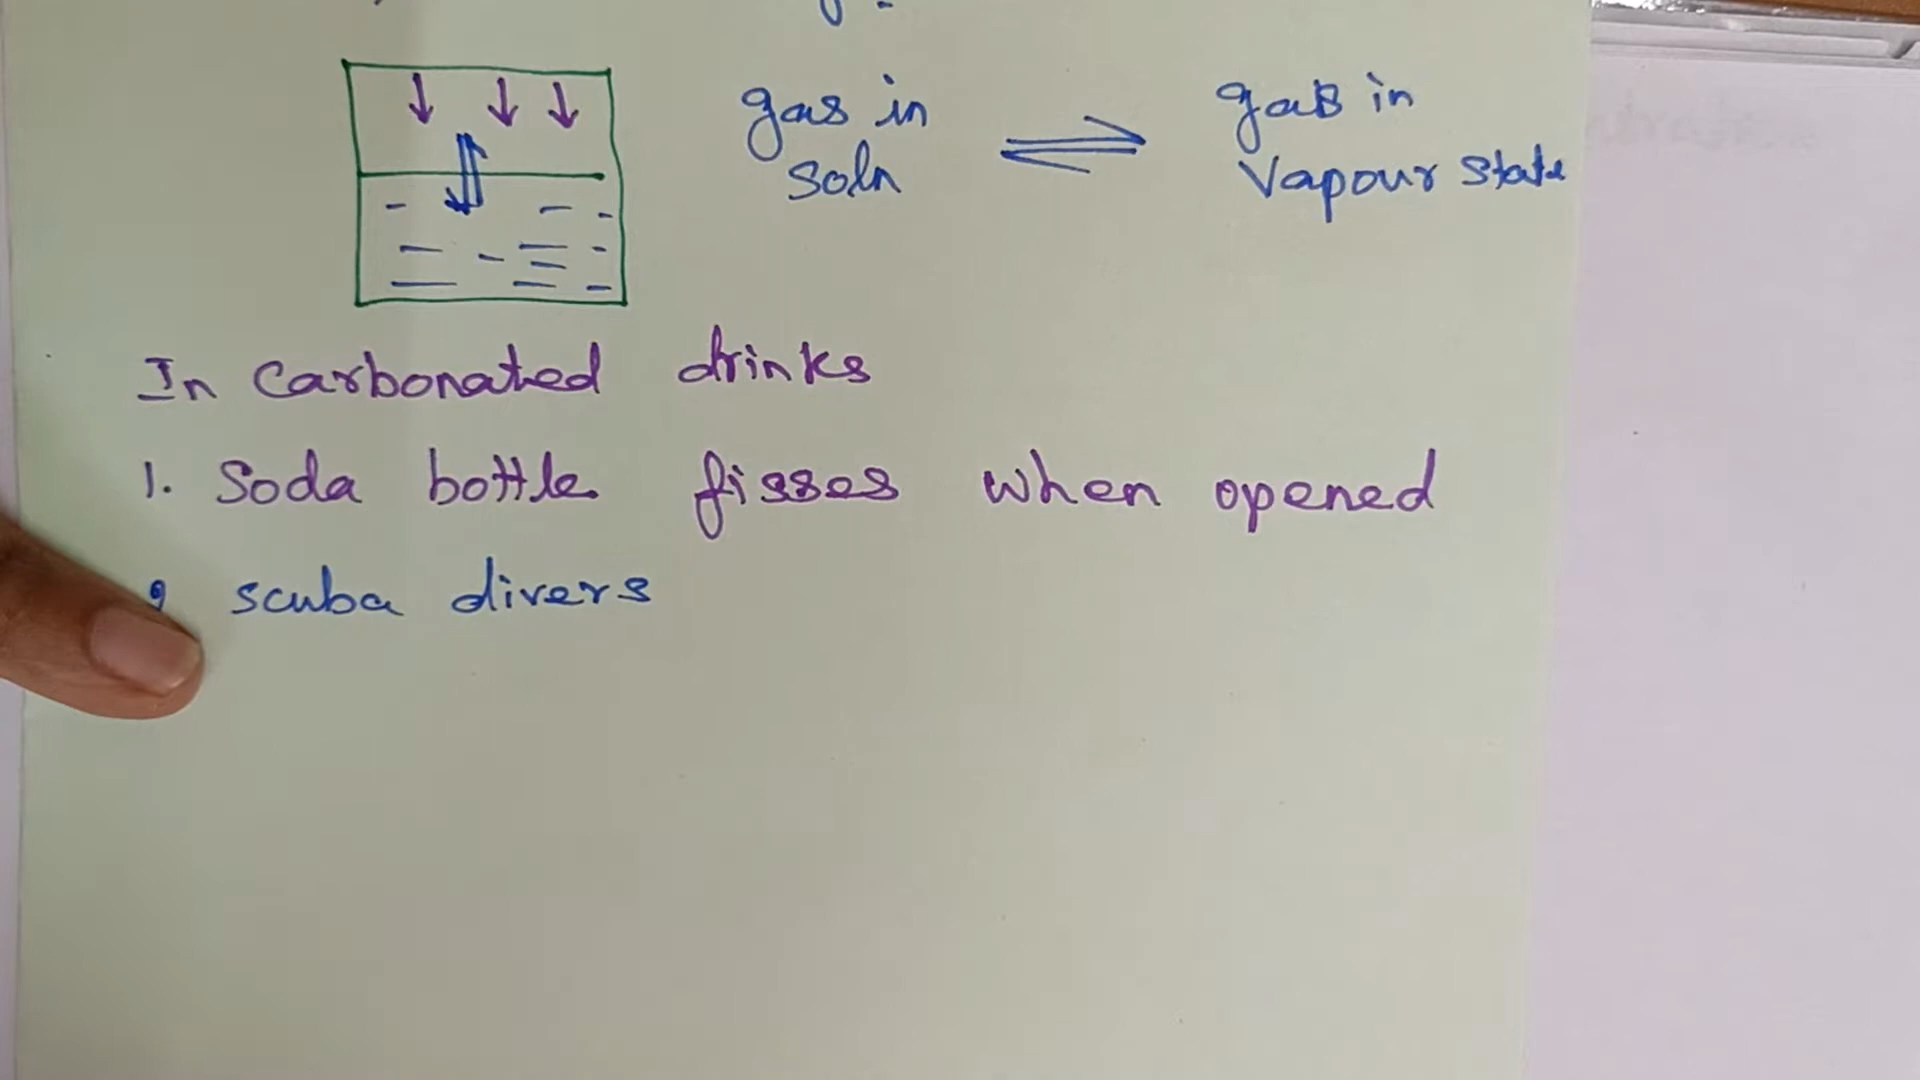 gas in soln ⇌ gas in Vapour state
In Carbonated drinks
1. Soda bottle fisses when opened
scuba divers